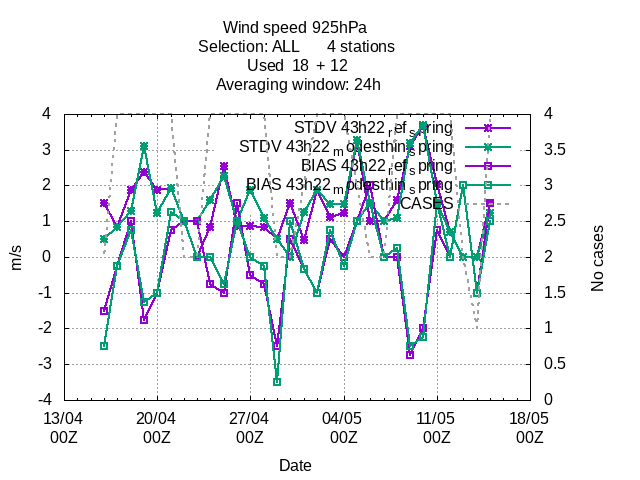 Wind speed 925hPa
Selection: ALL 4 stations
Used 18 + 12
Averaging window: 24h
STDV 43h22_ref_spring
STDV 43h22_modesthin_spring
BIAS 43h22_ref_spring
BIAS 43h22_modesthin_spring
CASES
4 4
3 3.5
2 3
1 2.5
0 2
-1 1.5
-2 1
-3 0.5
-4 0
m/s
No cases
13/04 20/04 27/04 04/05 11/05 18/05
00Z 00Z 00Z 00Z 00Z 00Z
Date